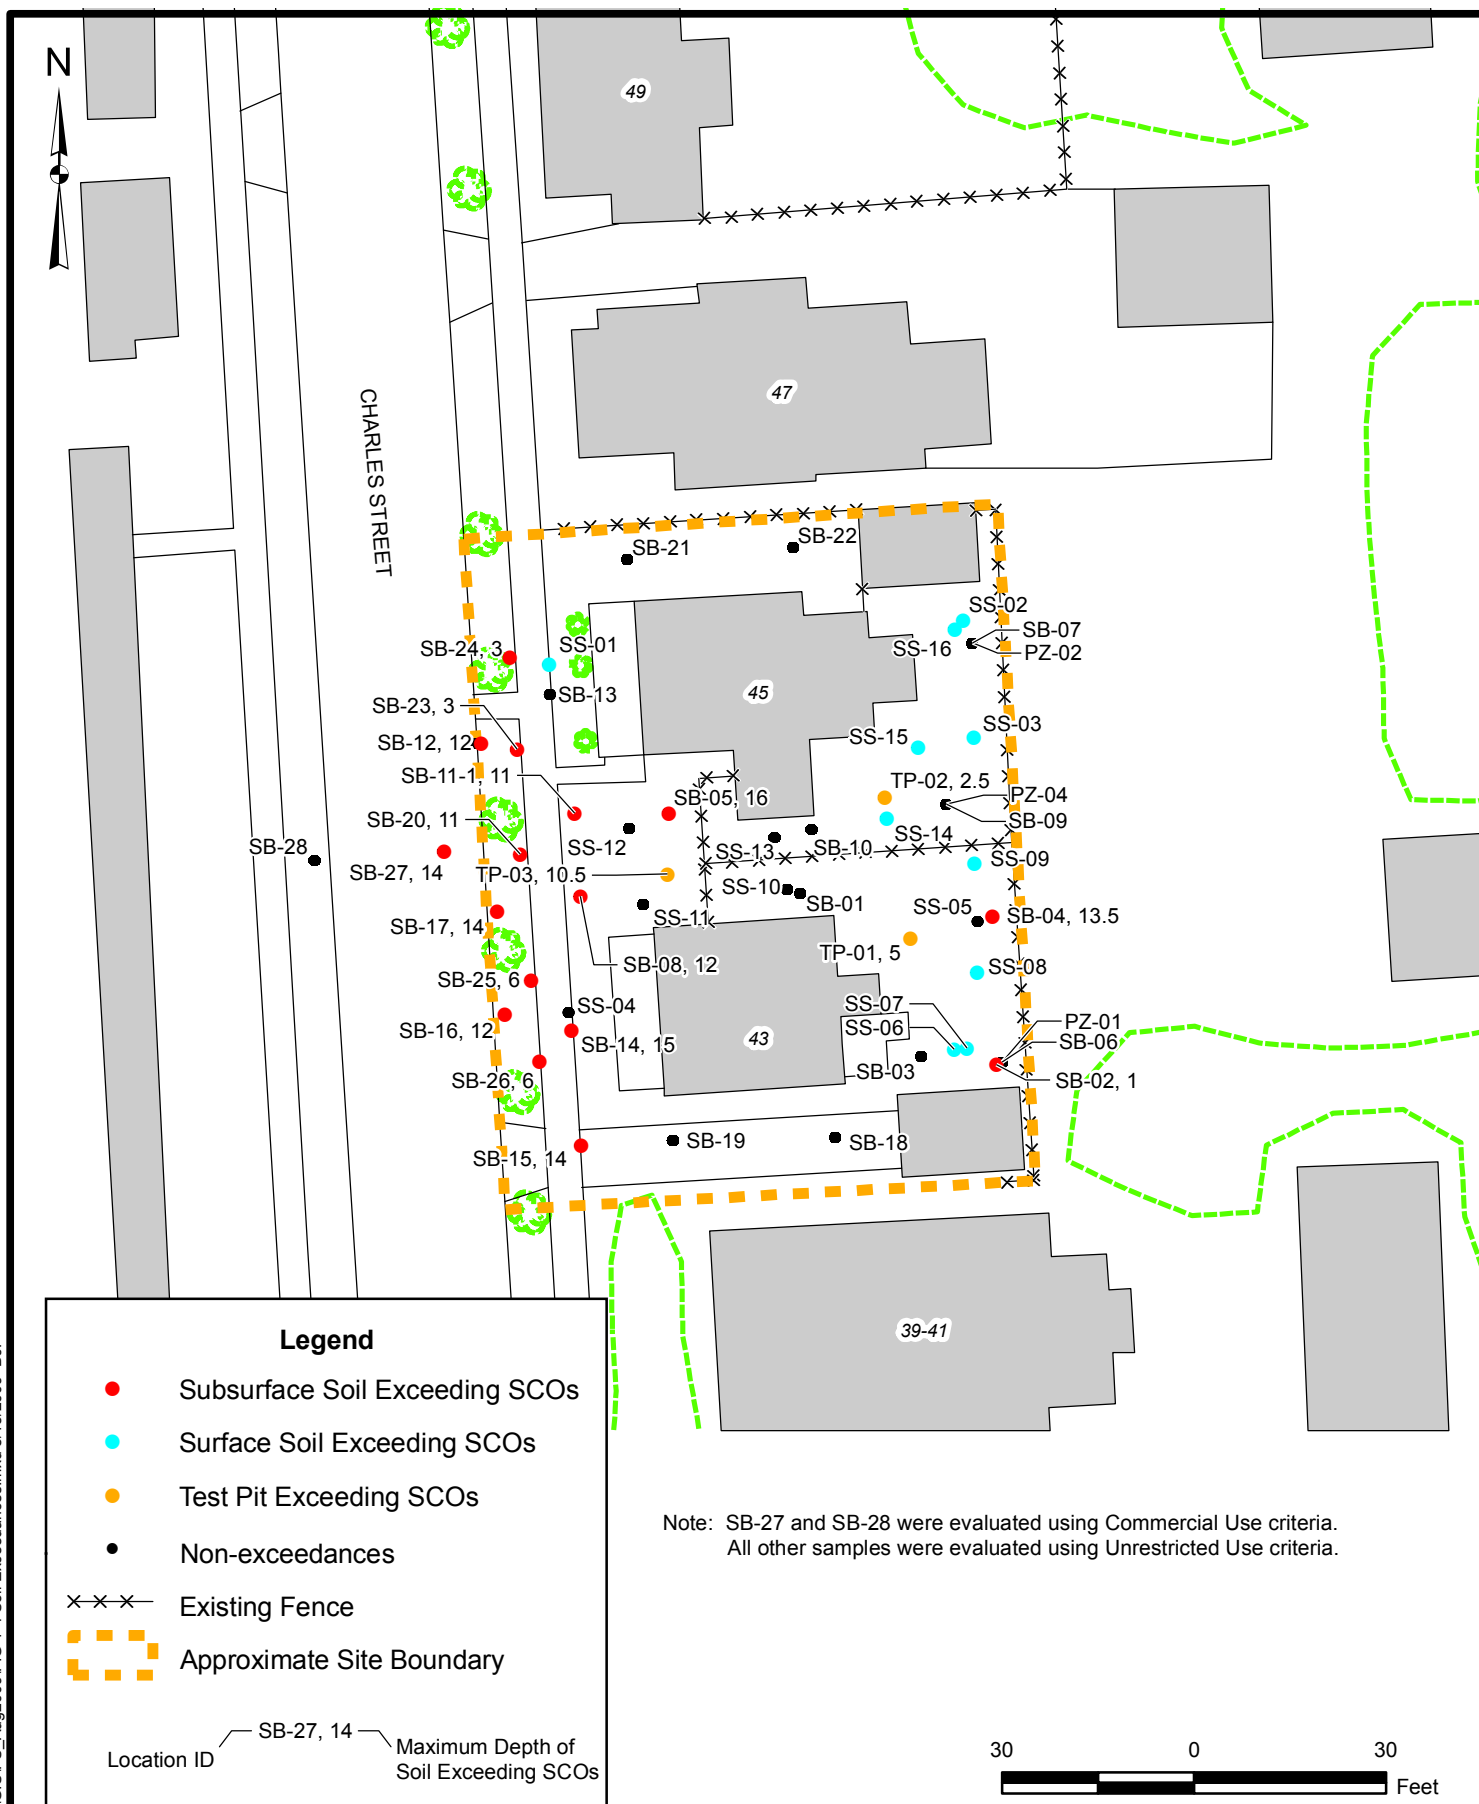 N
49
47
CHARLES STREET
SB-21
SB-22
SS-02
SB-07
SS-16
PZ-02
SB-24, 3
SS-01
SB-13
45
SB-23, 3
SS-03
SS-15
SB-12, 12
SB-11-1, 11
TP-02, 2.5
SB-05, 16
PZ-04
SB-20, 11
SB-09
SS-14
SS-12
SS-13
SB-10
SB-28
SS-09
SB-27, 14
TP-03, 10.5
SS-10
SB-01
SS-05
SB-04, 13.5
SS-11
SB-17, 14
TP-01, 5
SB-08, 12
SS-08
SB-25, 6
SS-04
SS-07
PZ-01
SB-16, 12
SS-06
SB-06
43
SB-14, 15
SB-03
SB-26, 6
SB-02, 1
SB-19
SB-18
SB-15, 14
39-41
Legend
Subsurface Soil Exceeding SCOs
Surface Soil Exceeding SCOs
Test Pit Exceeding SCOs
Non-exceedances
Existing Fence
Approximate Site Boundary
SB-27, 14
Location ID
Maximum Depth of
Soil Exceeding SCOs
Note: SB-27 and SB-28 were evaluated using Commercial Use criteria.
All other samples were evaluated using Unrestricted Use criteria.
30 0 30
Feet